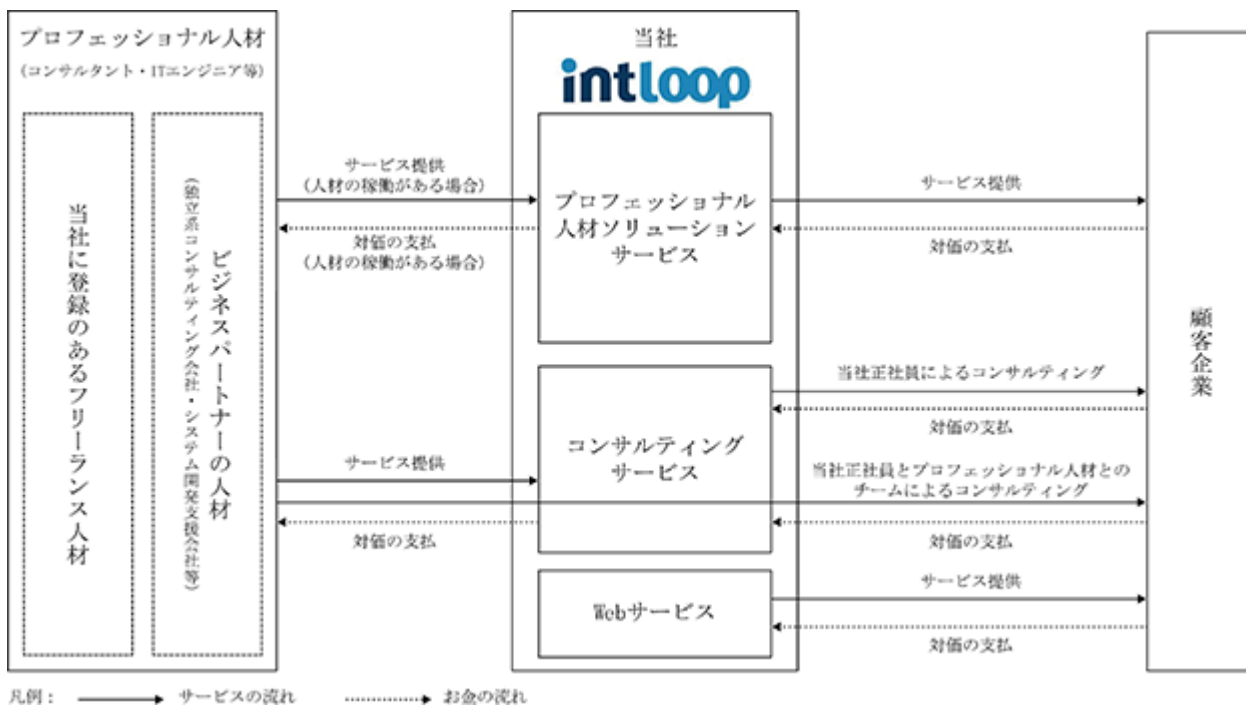 プロフェッショナル人材
(コンサルタント・ITエンジニア等)
当社に登録のあるフリーランス人材
ビジネスパートナーの人材
(独立系コンサルティング会社・システム開発支援会社等)
サービス提供
(人材の稼働がある場合)
対価の支払
(人材の稼働がある場合)
サービス提供
対価の支払
当社
intloop
プロフェッショナル
人材ソリューション
サービス
コンサルティング
サービス
Webサービス
サービス提供
対価の支払
当社正社員によるコンサルティング
対価の支払
当社正社員とプロフェッショナル人材との
チームによるコンサルティング
対価の支払
サービス提供
対価の支払
顧客企業
凡例:
サービスの流れ
お金の流れ